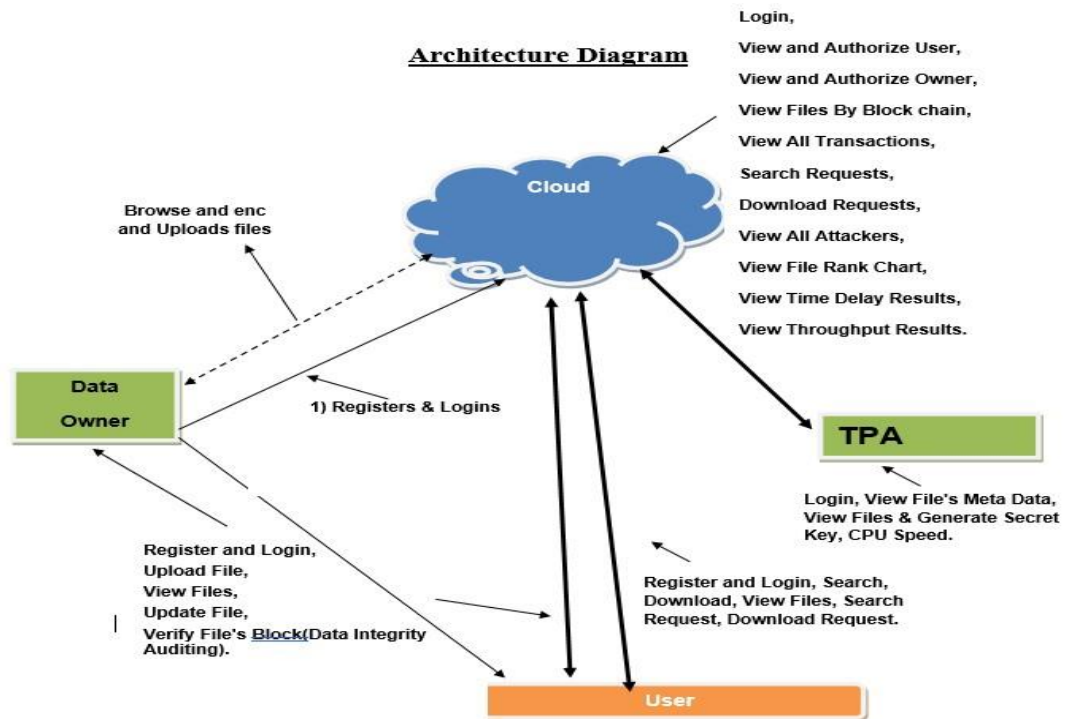 Architecture Diagram
Login,
View and Authorize User,
View and Authorize Owner,
View Files By Block chain,
View All Transactions,
Search Requests,
Download Requests,
View All Attackers,
View File Rank Chart,
View Time Delay Results,
View Throughput Results.
Cloud
Browse and enc
and Uploads files
Data
Owner
1) Registers & Logins
TPA
Login, View File's Meta Data,
View Files & Generate Secret
Key, CPU Speed.
Register and Login,
Upload File,
View Files,
Update File,
Verify File's Block(Data Integrity
Auditing).
Register and Login, Search,
Download, View Files, Search
Request, Download Request.
User